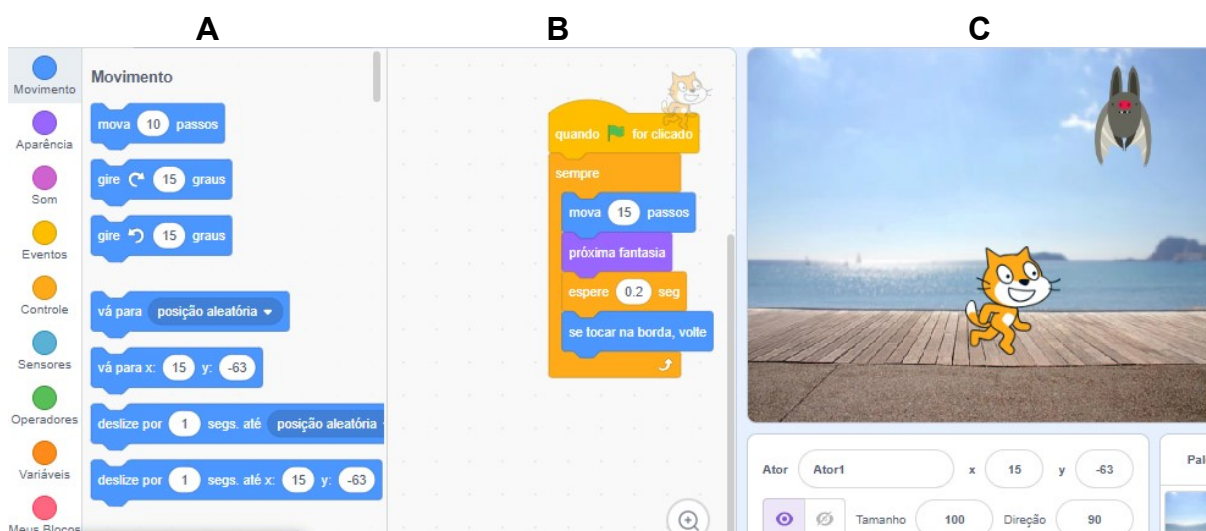 A
B
C
Movimento
Aparência
Som
Eventos
Controle
Sensores
Operadores
Variáveis
Meus Blocos
Movimento
mova 10 passos
gire 15 graus
gire 15 graus
vá para posição aleatória
vá para x: 15 y: -63
deslize por 1 segs. até posição aleatória
deslize por 1 segs. até x: 15 y: -63
quando for clicado
sempre
mova 15 passos
próxima fantasia
espere 0.2 seg
se tocar na borda, volte
Ator Ator1 x 15 y -63
Tamanho 100 Direção 90
Pal